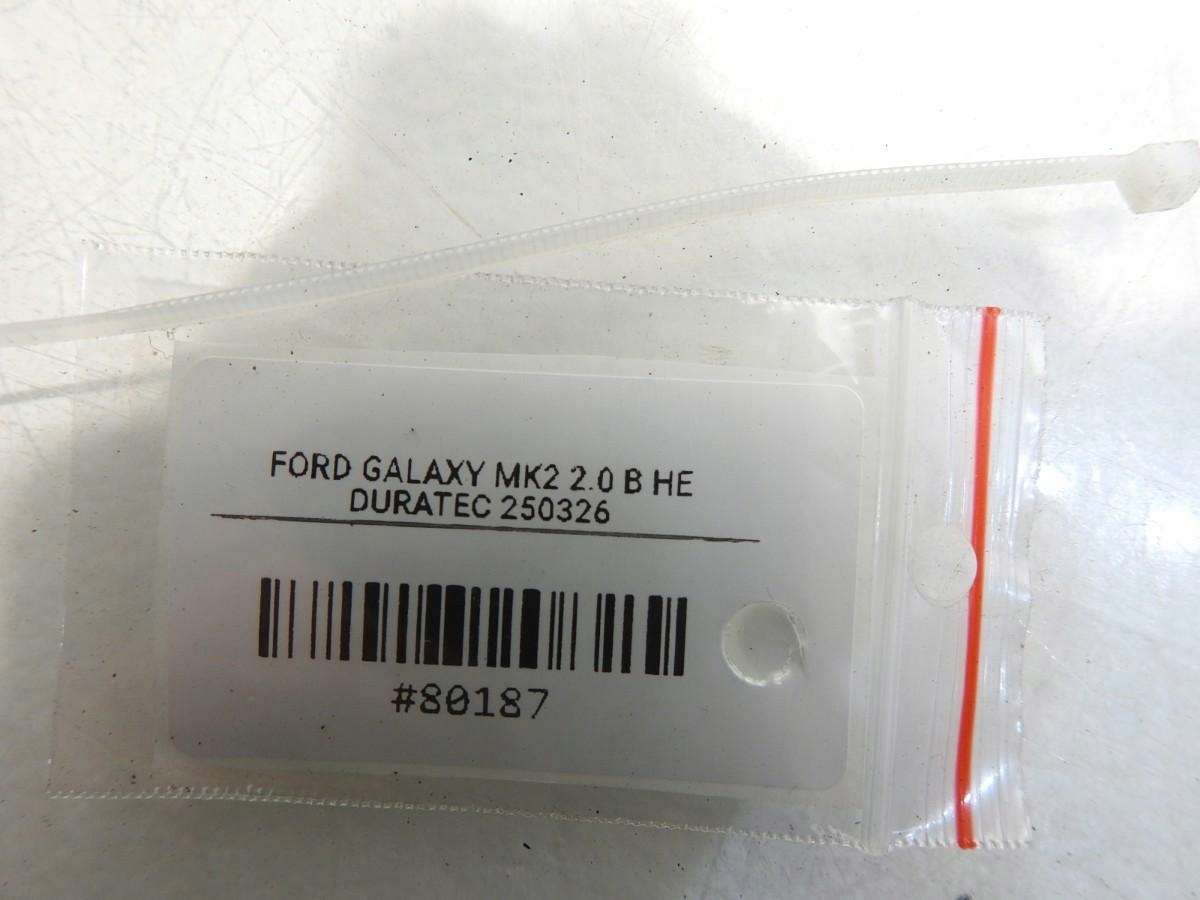 FORD GALAXY MK2 2.0 B HE
DURATEC 250326
#80187